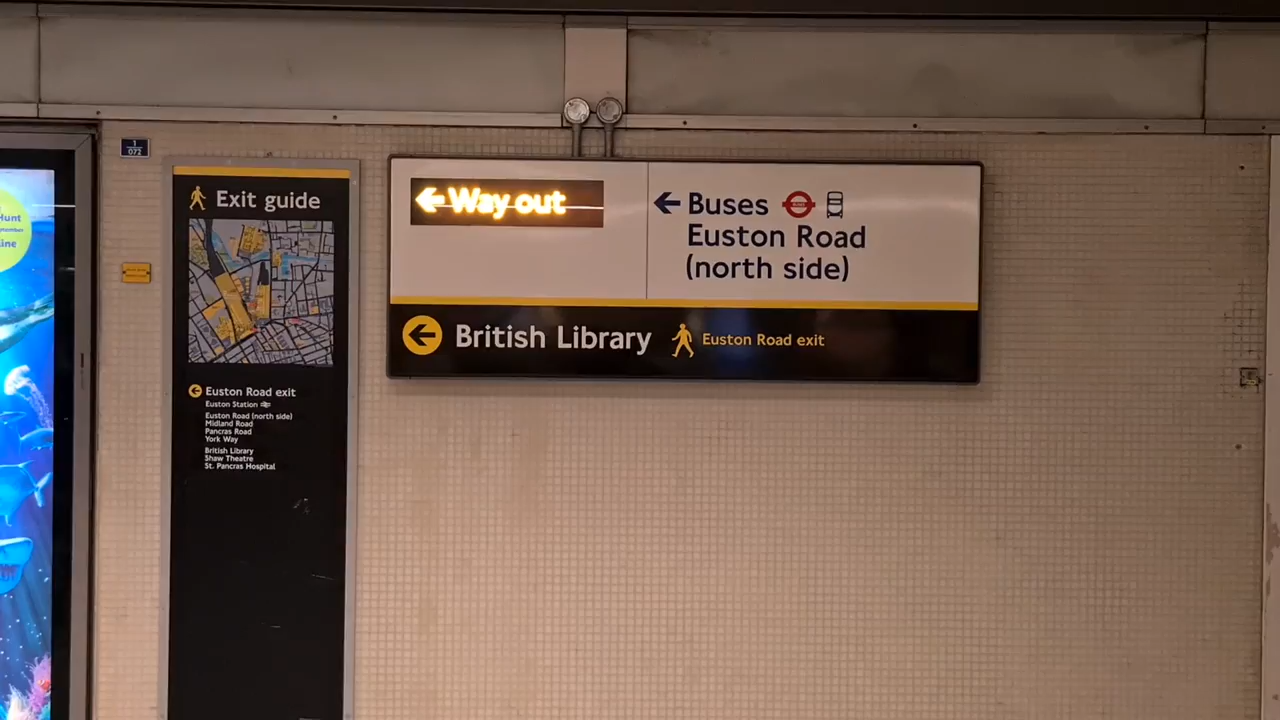 Hunt
ine
1
072
Exit guide
Euston Road exit
Euston Station
Euston Road (north side)
Midland Road
Pancras Road
York Way
British Library
Shaw Theatre
St. Pancras Hospital
Way out
Buses
Euston Road
(north side)
British Library
Euston Road exit